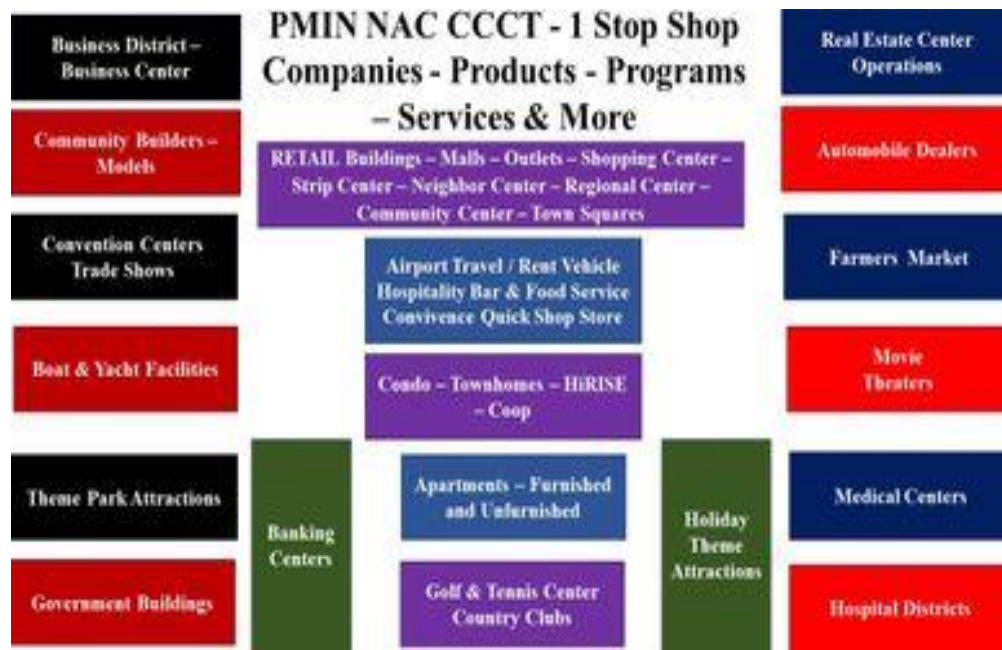 PMIN NAC CCCT - 1 Stop Shop
Companies - Products - Programs
– Services & More
Business District –
Business Center
Community Builders –
Models
Convention Centers
Trade Shows
Boat & Yacht Facilities
Theme Park Attractions
Government Buildings
RETAIL Buildings – Malls – Outlets – Shopping Center –
Strip Center – Neighbor Center – Regional Center –
Community Center – Town Squares
Airport Travel / Rent Vehicle
Hospitality Bar & Food Service
Convivence Quick Shop Store
Condo – Townhomes – HiRISE
– Coop
Banking
Centers
Apartments – Furnished
and Unfurnished
Golf & Tennis Center
Country Clubs
Holiday
Theme
Attractions
Real Estate Center
Operations
Automobile Dealers
Farmers Market
Movie
Theaters
Medical Centers
Hospital Districts